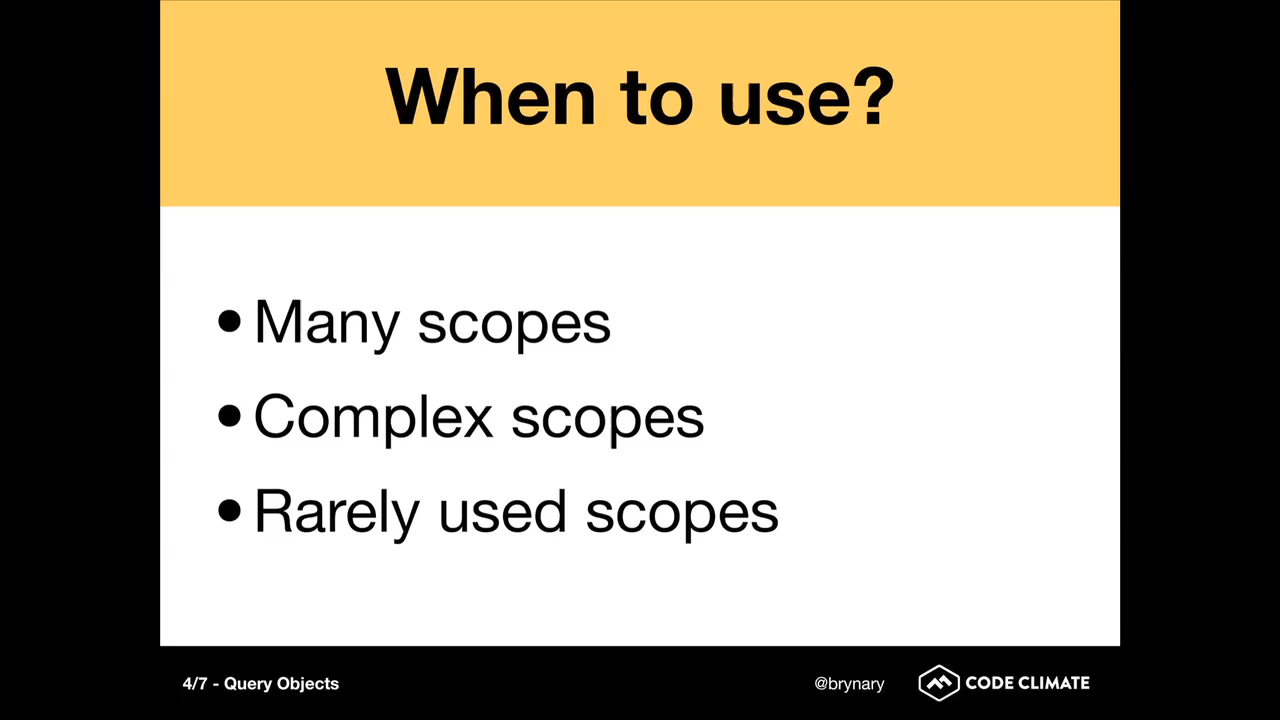 When to use?
•Many scopes
•Complex scopes
•Rarely used scopes
4/7 - Query Objects
@brynary
CODE CLIMATE